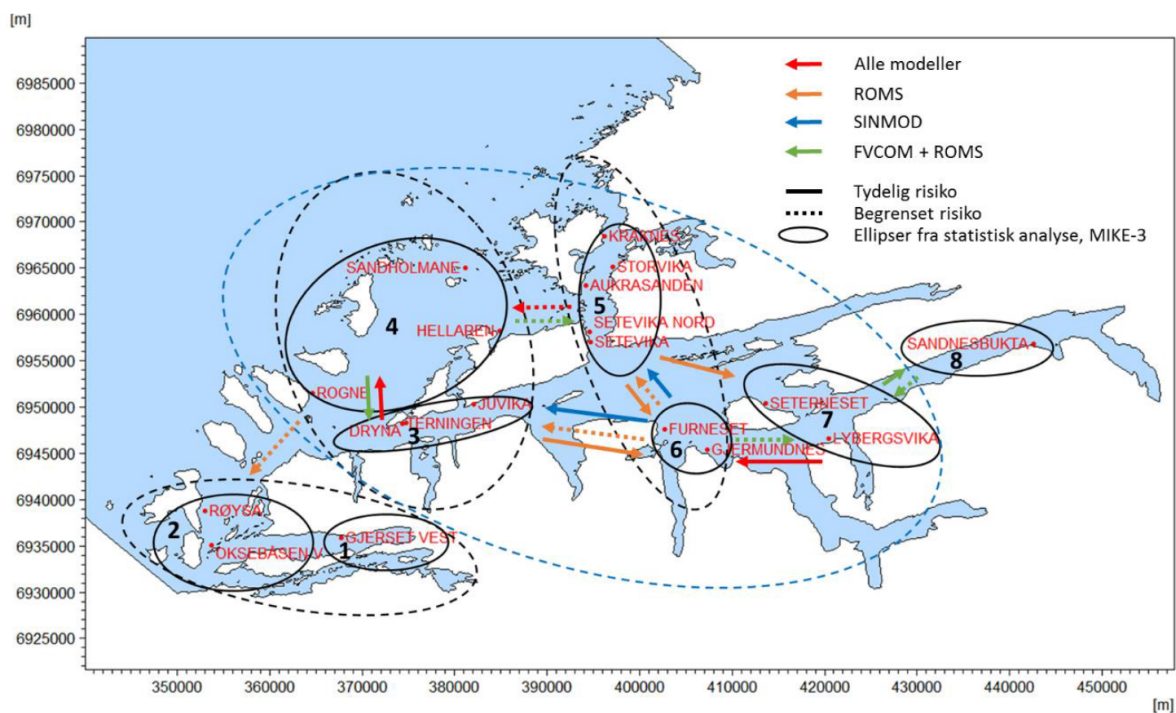 [m]
6985000
6980000
6975000
6970000
6965000
6960000
6955000
6950000
6945000
6940000
6935000
6930000
6925000
Alle modeller
ROMS
SINMOD
FVCOM + ROMS
Tydelig risiko
Begrenset risiko
Ellipser fra statistisk analyse, MIKE-3
KRÅKNES
SANDHOLMANE
STORVIKA
AUKRASANDEN
5
4
HELLAREN
SETEVIKA NORD
SETEVIKA
SANDNESBUKTA
8
ROGNE
JUVIKA
SETERNESET
7
DRYNA
TERNINGEN
3
FURNESET
LYBERGSVIKA
6
GJERMUNDNES
RØYSA
2
OKSEBÅSEN V
GJERSET VEST
1
350000 360000 370000 380000 390000 400000 410000 420000 430000 440000 450000
[m]